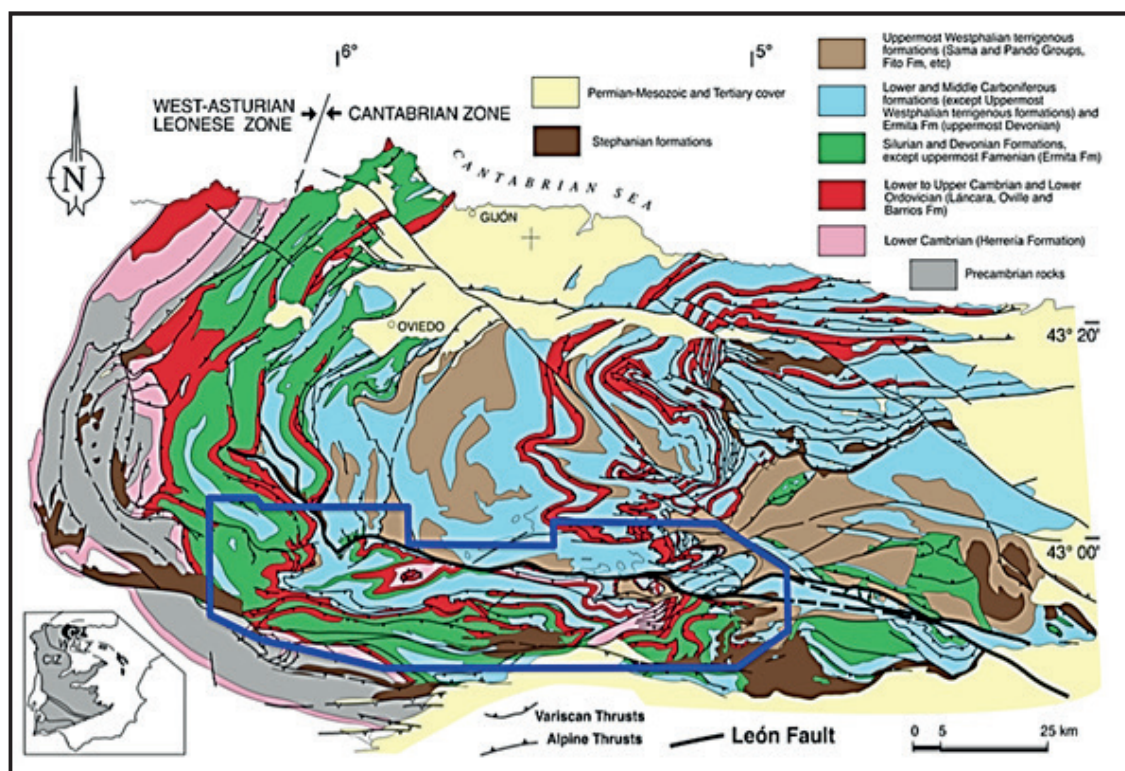 6°
5°
WEST-ASTURIAN
LEONESE ZONE
CANTABRIAN ZONE
N
Permian-Mesozoic and Tertiary cover
Stephanian formations
Uppermost Westphalian terrigenous
formations (Sama and Pando Groups,
Fito Fm, etc)
Lower and Middle Carboniferous
formations (except Uppermost
Westphalian terrigenous formations) and
Ermita Fm (uppermost Devonian)
Silurian and Devonian Formations,
except uppermost Famenian (Ermita Fm)
Lower to Upper Cambrian and Lower
Ordovician (Láncara, Oville and
Barrios Fm)
Lower Cambrian (Herrería Formation)
Precambrian rocks
CANTABRIAN SEA
GIJÓN
OVIEDO
43° 20'
43° 00'
CZ
WALZ
CIZ
Variscan Thrusts
Alpine Thrusts
León Fault
0 5 25 km